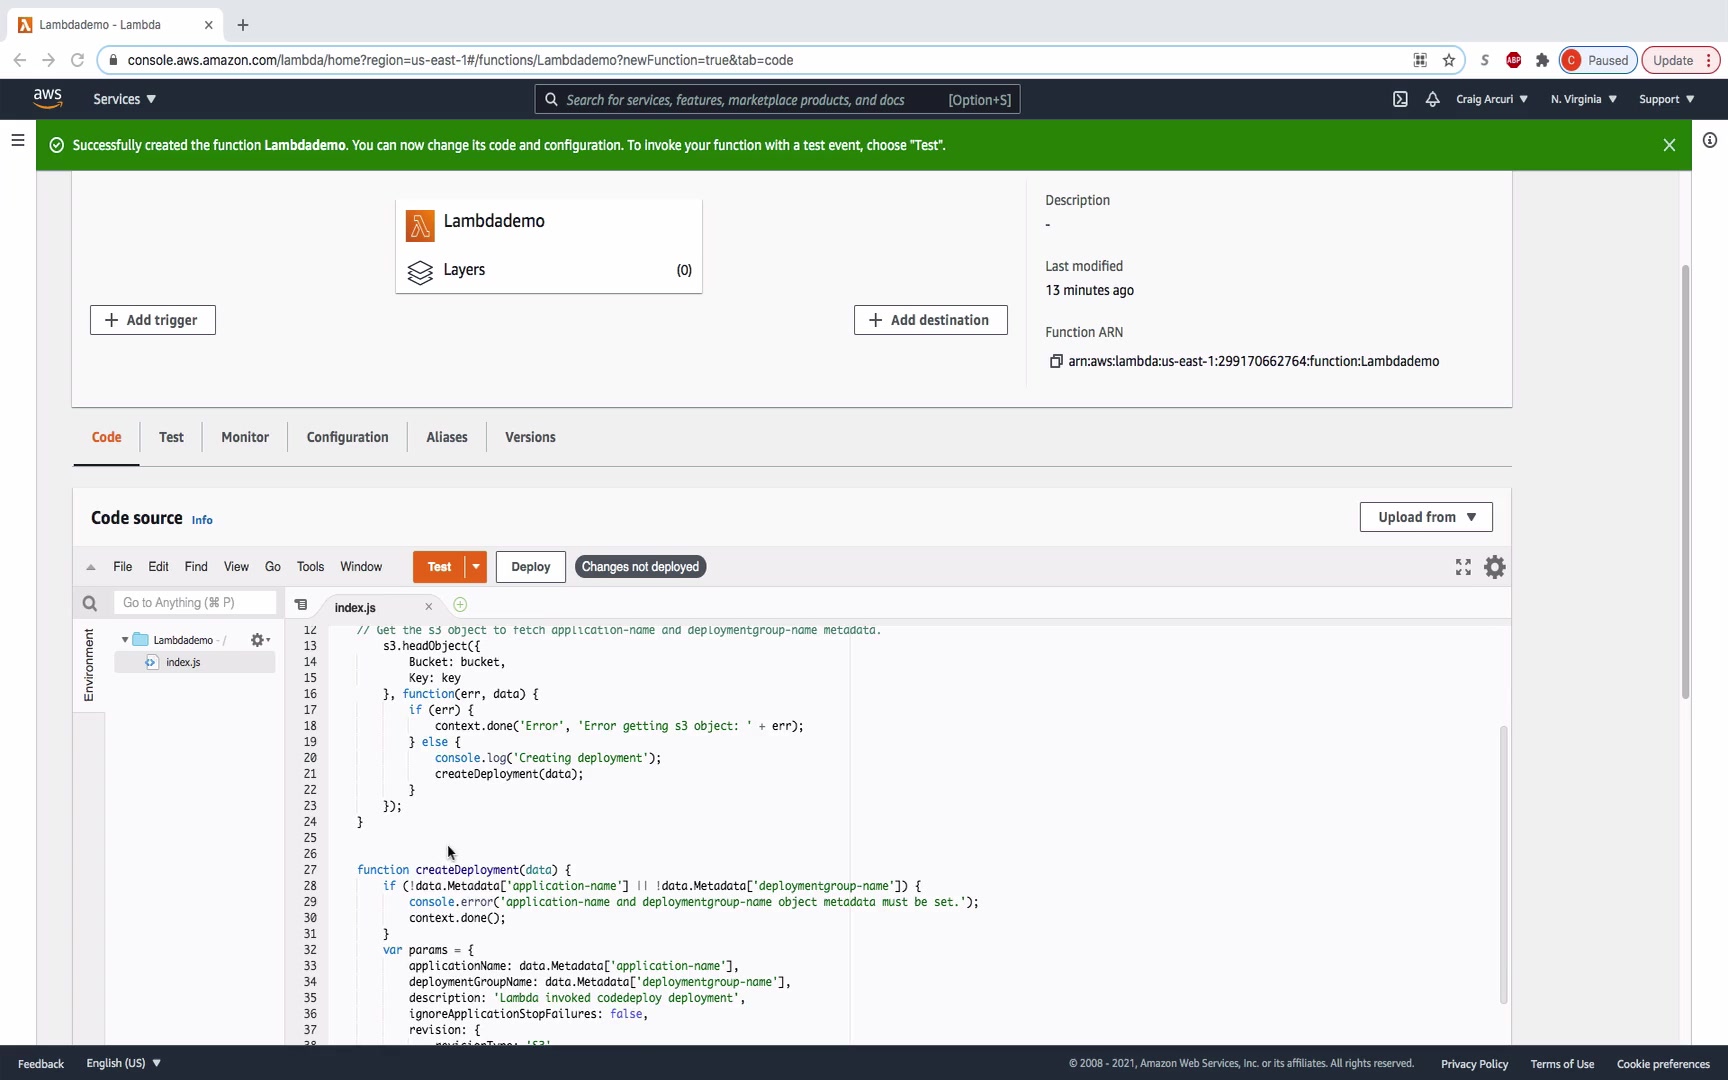 Lambdademo - Lambda
console.aws.amazon.com/lambda/home?region=us-east-1#/functions/Lambdademo?newFunction=true&tab=code
S
ABP
C Paused
Update
aws
Services ▼
Search for services, features, marketplace products, and docs [Option+S]
Craig Arcuri ▼
N. Virginia ▼
Support ▼
Successfully created the function Lambdademo. You can now change its code and configuration. To invoke your function with a test event, choose "Test".
Lambdademo
Layers (0)
+ Add trigger
+ Add destination
Description
-
Last modified
13 minutes ago
Function ARN
arn:aws:lambda:us-east-1:299170662764:function:Lambdademo
Code
Test
Monitor
Configuration
Aliases
Versions
Code source Info
Upload from ▼
File Edit Find View Go Tools Window
Test
Deploy
Changes not deployed
Go to Anything (⌘ P)
index.js
Environment
Lambdademo - /
index.js
12 // Get the s3 object to fetch application-name and deploymentgroup-name metadata.
13 s3.headObject({
14 Bucket: bucket,
15 Key: key
16 }, function(err, data) {
17 if (err) {
18 context.done('Error', 'Error getting s3 object: ' + err);
19 } else {
20 console.log('Creating deployment');
21 createDeployment(data);
22 }
23 });
24 }
25
26
27 function createDeployment(data) {
28 if (!data.Metadata['application-name'] || !data.Metadata['deploymentgroup-name']) {
29 console.error('application-name and deploymentgroup-name object metadata must be set.');
30 context.done();
31 }
32 var params = {
33 applicationName: data.Metadata['application-name'],
34 deploymentGroupName: data.Metadata['deploymentgroup-name'],
35 description: 'Lambda invoked codedeploy deployment',
36 ignoreApplicationStopFailures: false,
37 revision: {
38 revisionType: 'S3',
Feedback
English (US) ▼
© 2008 - 2021, Amazon Web Services, Inc. or its affiliates. All rights reserved.
Privacy Policy
Terms of Use
Cookie preferences